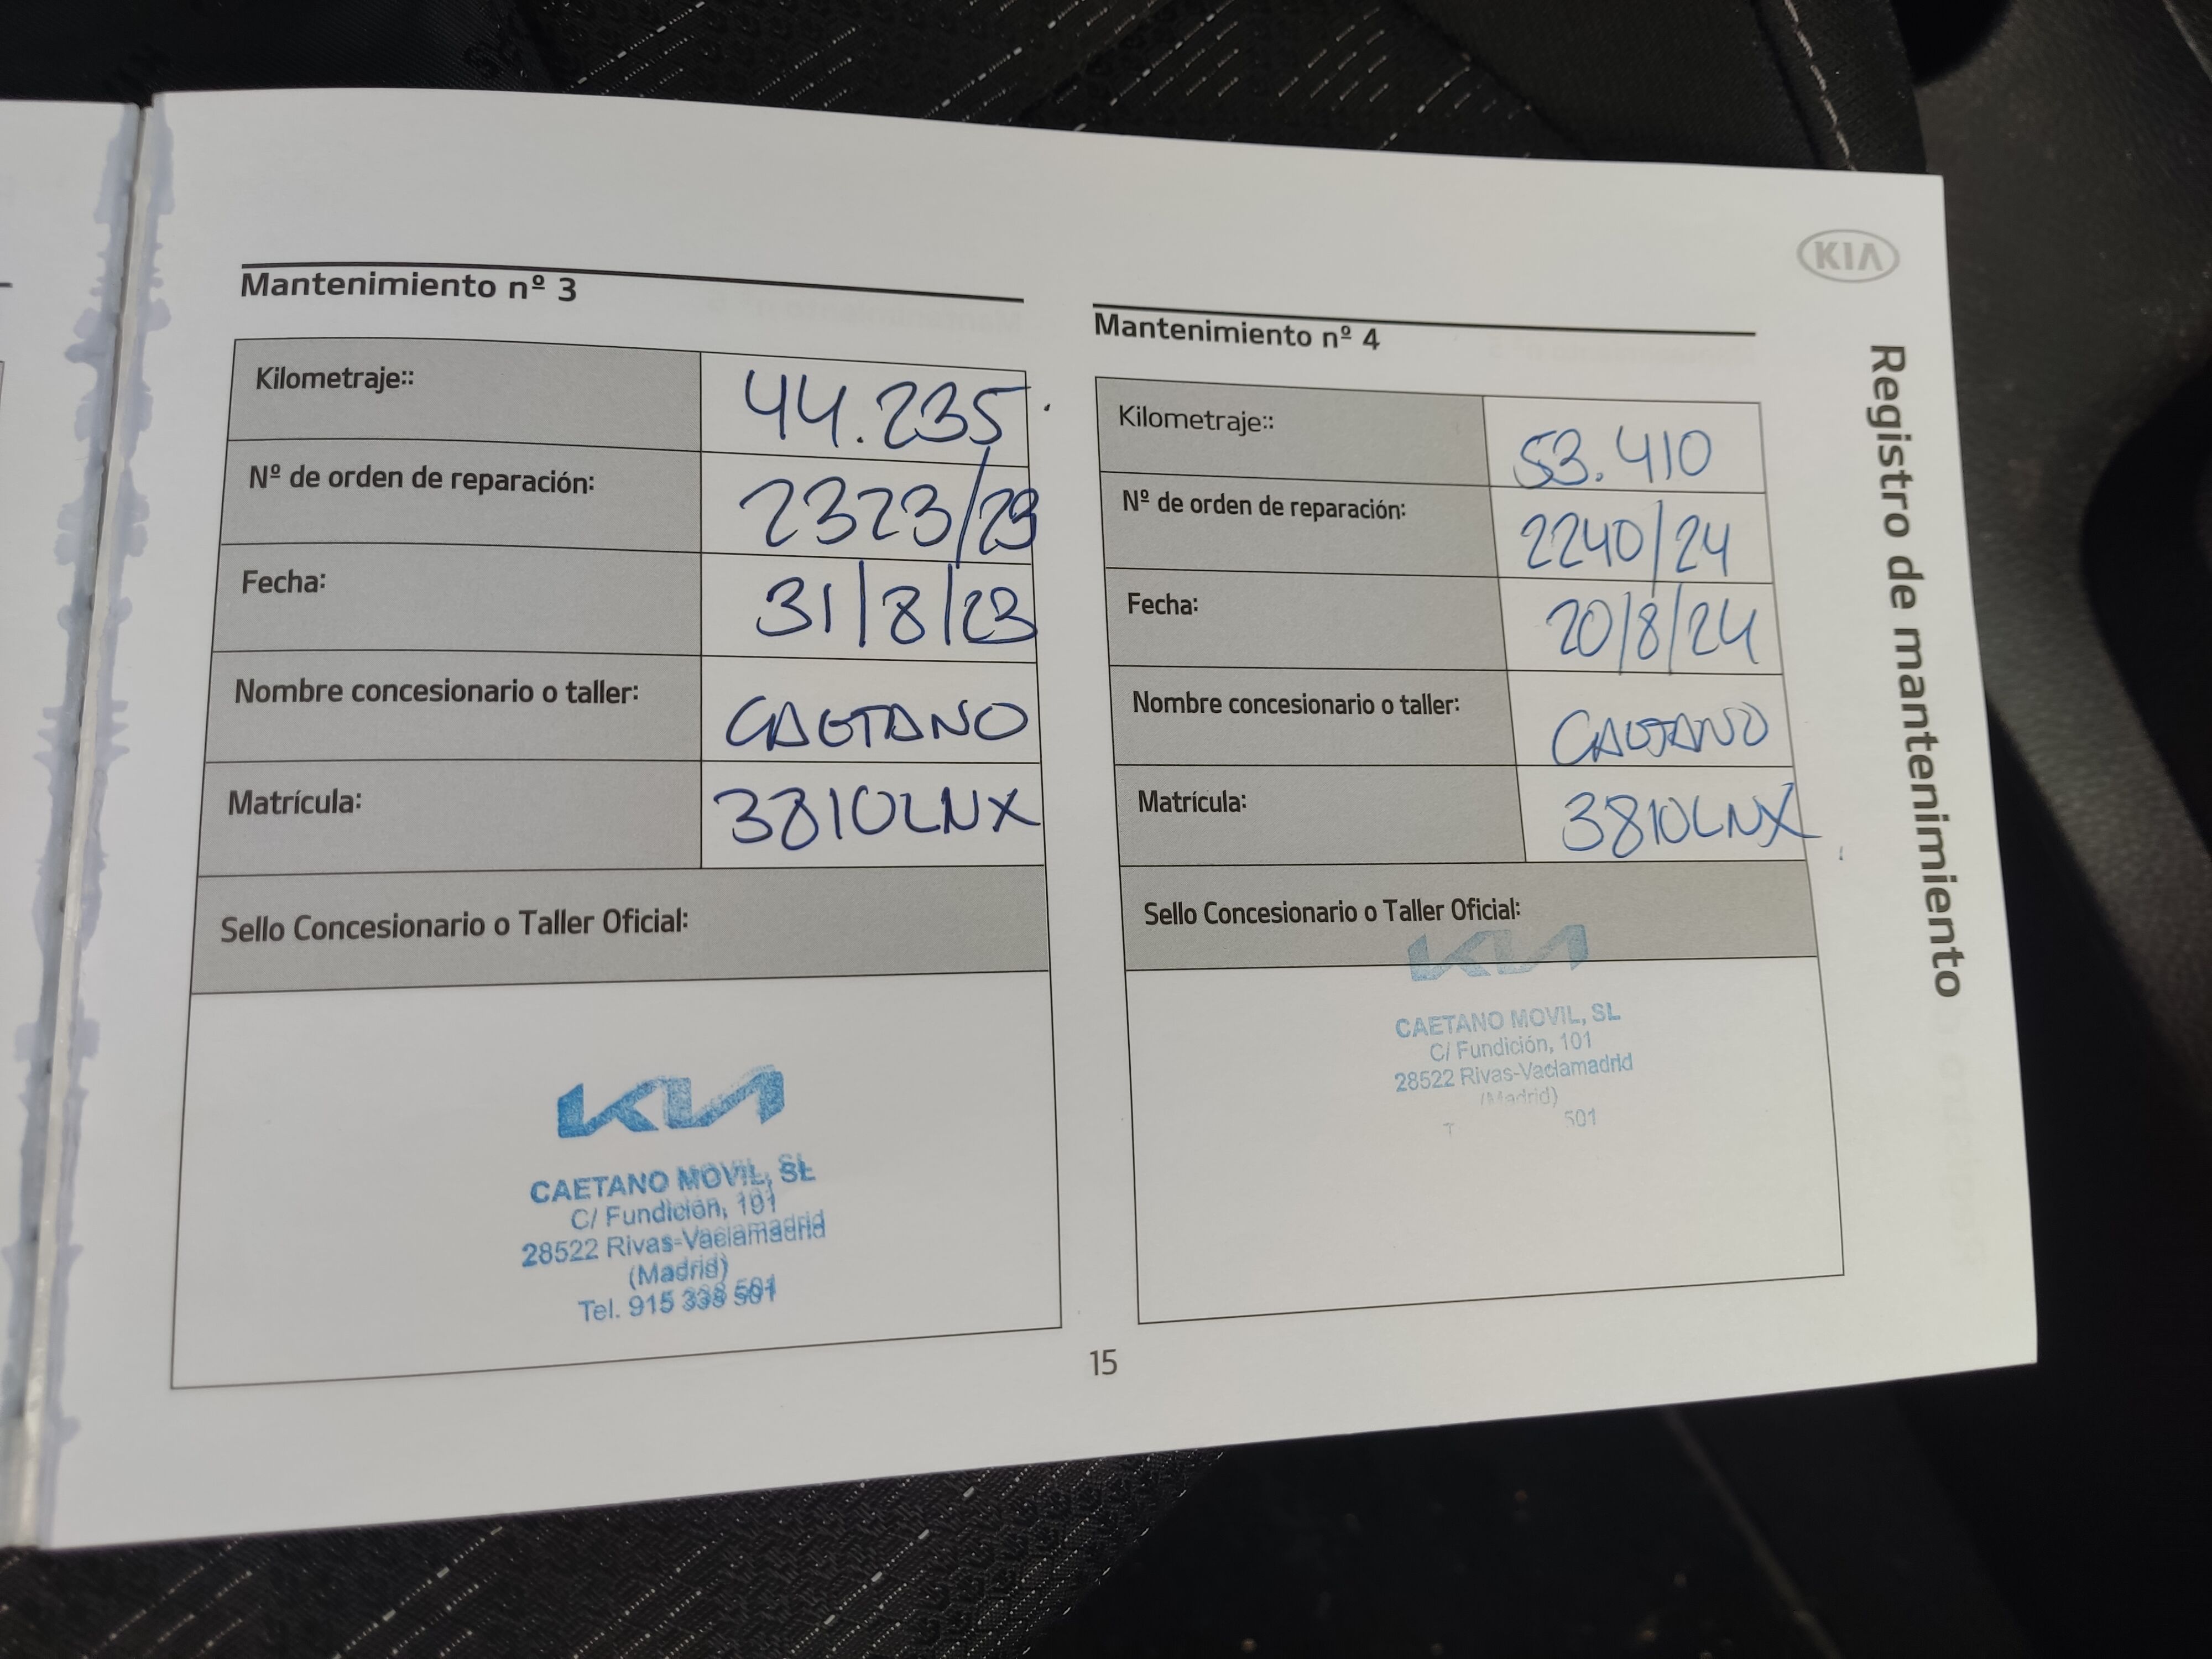 KIA
Registro de mantenimiento
Mantenimiento nº 3
Kilometraje:: 44.235
Nº de orden de reparación: 2323/23
Fecha: 31/8/23
Nombre concesionario o taller: CAETANO
Matrícula: 3810LNX
Sello Concesionario o Taller Oficial:
KIA
CAETANO MOVIL, SL
C/ Fundición, 101
28522 Rivas-Vaciamadrid
(Madrid)
Tel. 915 338 501
Mantenimiento nº 4
Kilometraje:: 53.410
Nº de orden de reparación: 2240/24
Fecha: 20/8/24
Nombre concesionario o taller: CAETANO
Matrícula: 3810LNX
Sello Concesionario o Taller Oficial:
KIA
CAETANO MOVIL, SL
C/ Fundición, 101
28522 Rivas-Vaciamadrid
(Madrid)
T 501
15